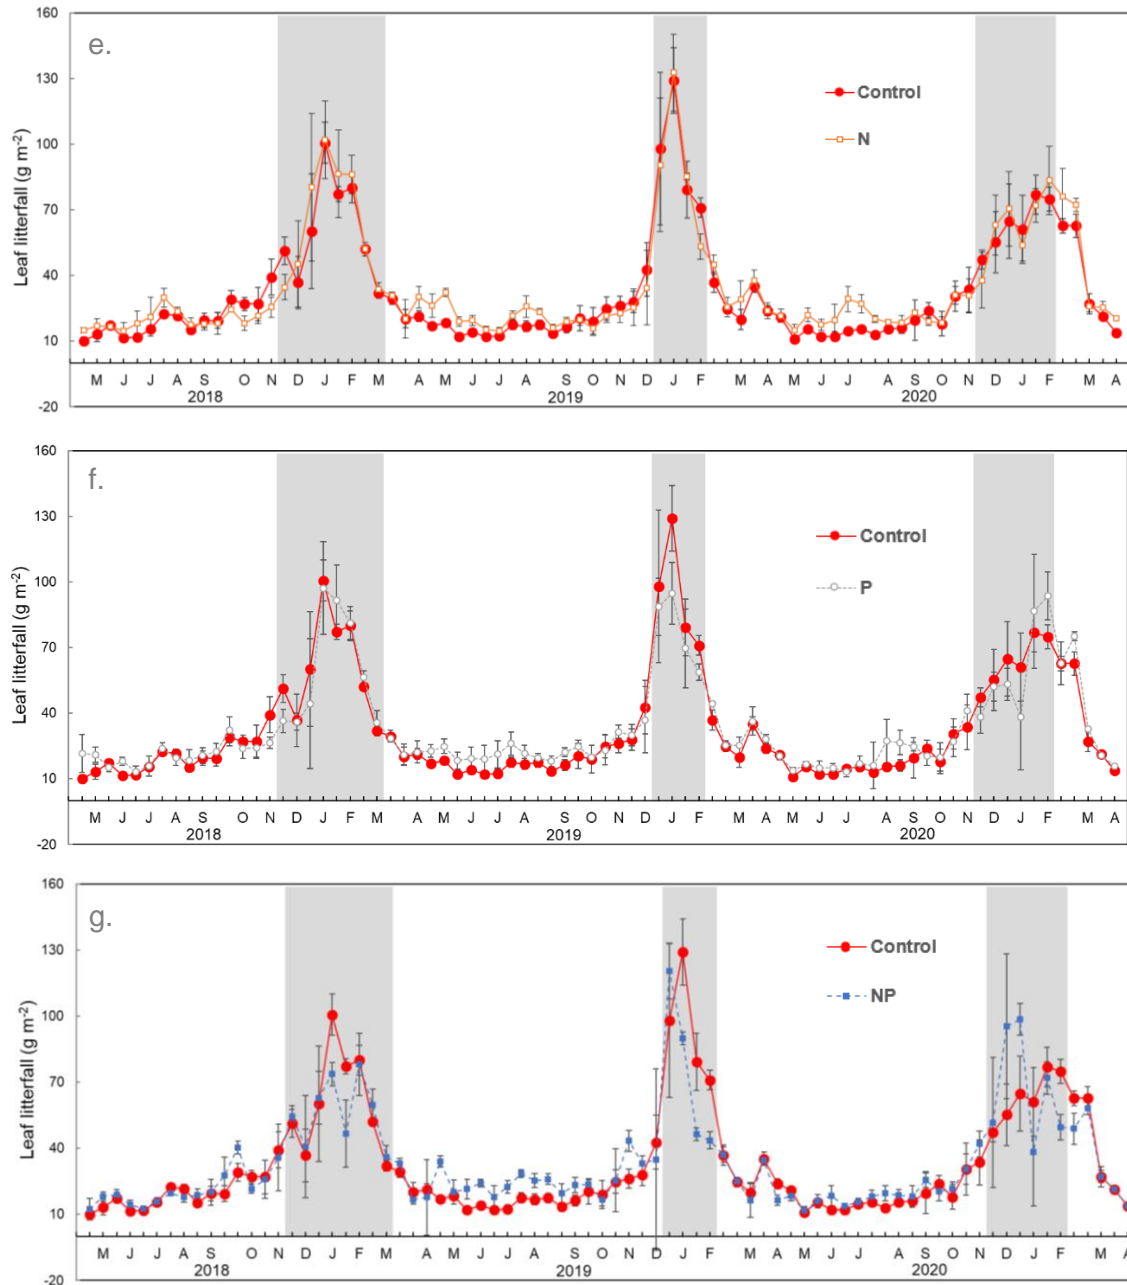 160
e.
130
Control
N
100
Leaf litterfall (g m-2)
70
40
10
M J J A S O N D J F M A M J J A S O N D J F M A M J J A S O N D J F M A
2018 2019 2020
-20
160
f.
130
Control
P
100
Leaf litterfall (g m-2)
70
40
10
M J J A S O N D J F M A M J J A S O N D J F M A M J J A S O N D J F M A
2018 2019 2020
-20
160
g.
130
Control
NP
100
Leaf litterfall (g m-2)
70
40
10
M J J A S O N D J F M A M J J A S O N D J F M A M J J A S O N D J F M A
2018 2019 2020
-20